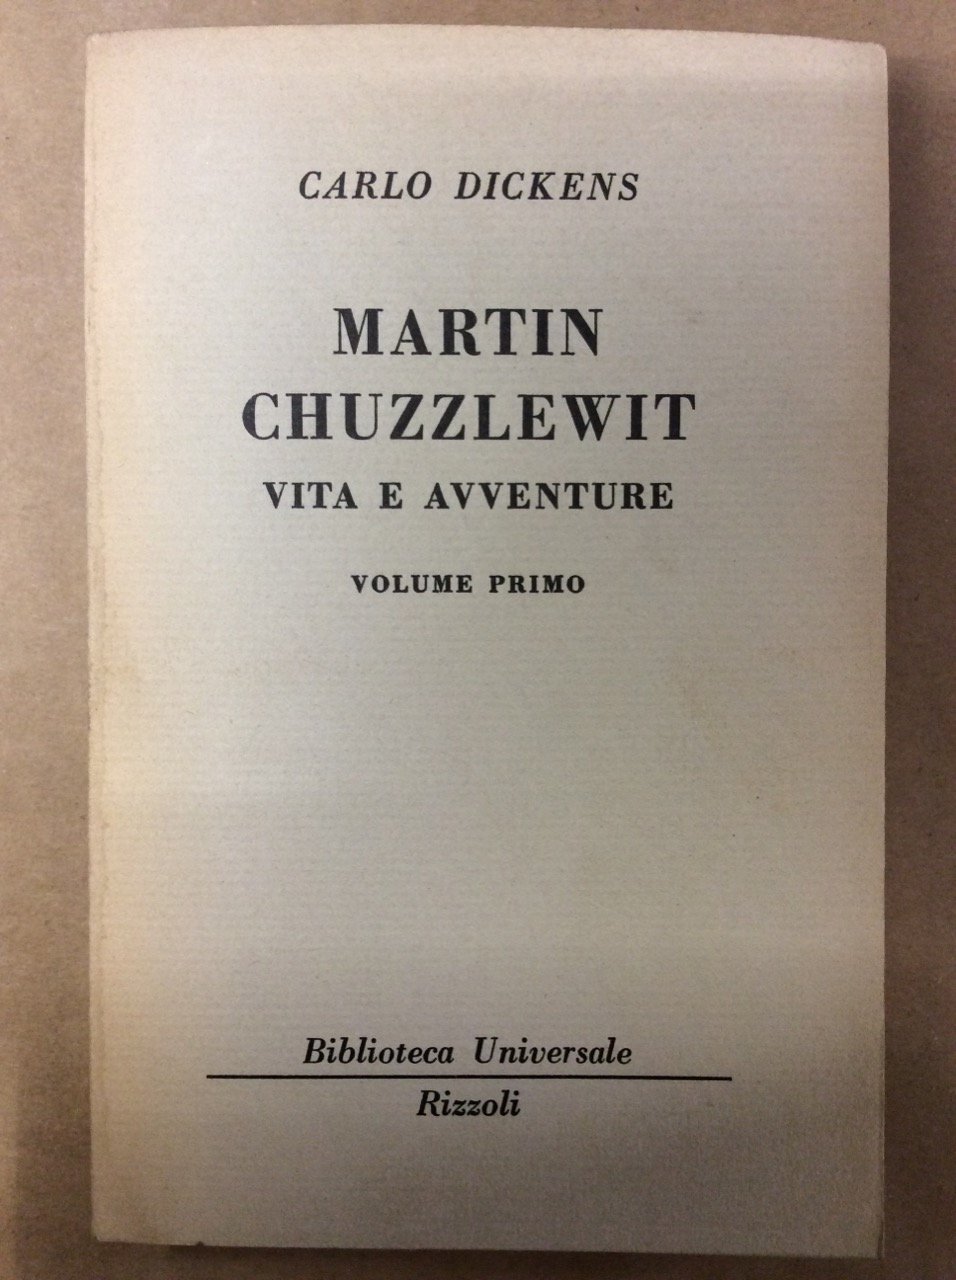 CARLO DICKENS
MARTIN
CHUZZLEWIT
VITA E AVVENTURE
VOLUME PRIMO
Biblioteca Universale
Rizzoli